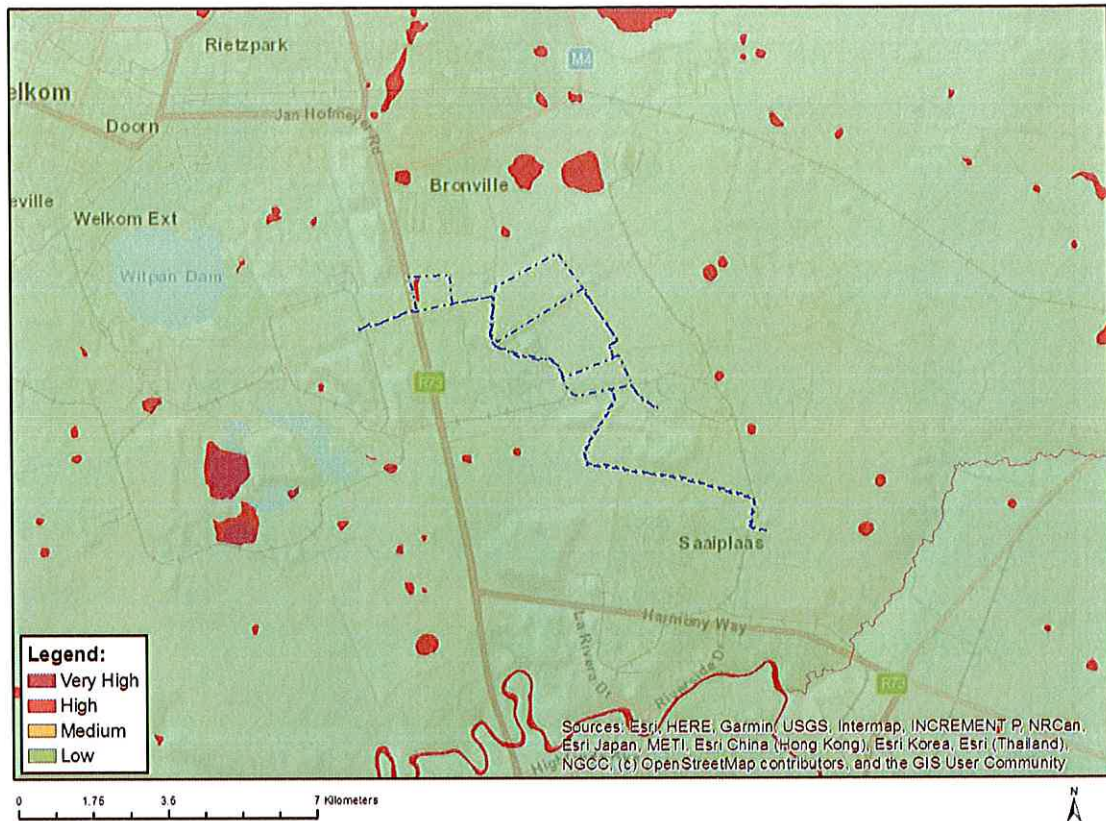 Rietzpark
M4
elkom
Doorn
Jan Hofmeyer Rd
Bronville
eville
Welkom Ext
Witpan Dam
R73
Saaiplaas
Harmony Way
La Rivera Dr
Riverside Dr
R73
High
Legend:
Very High
High
Medium
Low
Sources: Esri, HERE, Garmin, USGS, Intermap, INCREMENT P, NRCan,
Esri Japan, METI, Esri China (Hong Kong), Esri Korea, Esri (Thailand),
NGCC, (c) OpenStreetMap contributors, and the GIS User Community
0 1.75 3.5 7 Kilometers
N